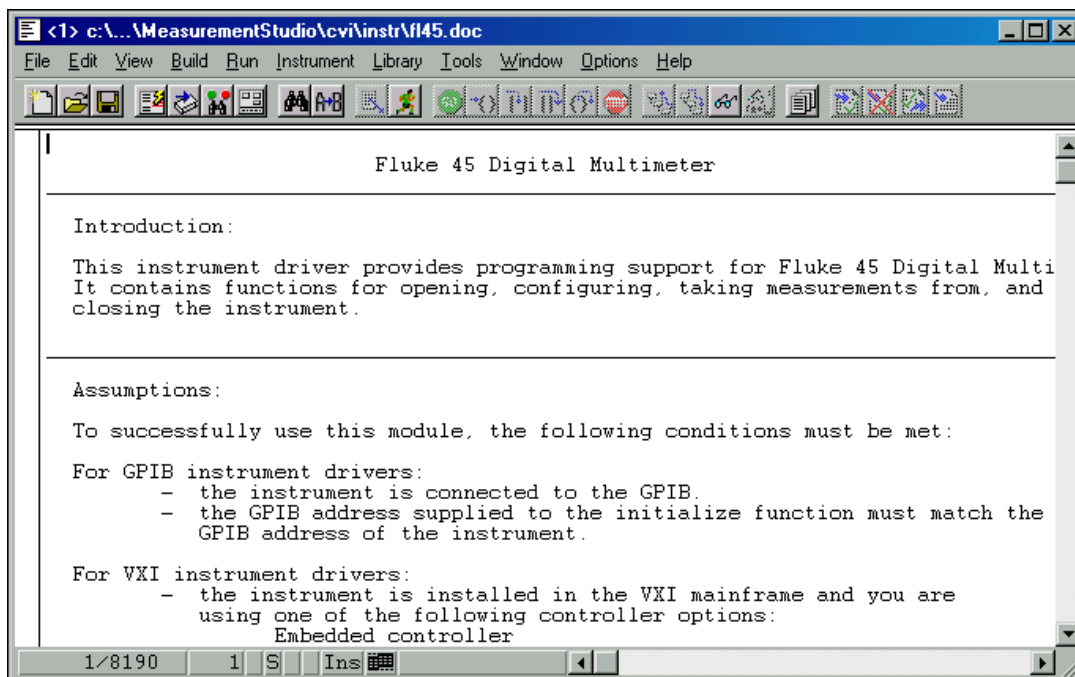 <1> c:\...\MeasurementStudio\cvi\instr\fl45.doc
File Edit View Build Run Instrument Library Tools Window Options Help
Fluke 45 Digital Multimeter
Introduction:
This instrument driver provides programming support for Fluke 45 Digital Multi
It contains functions for opening, configuring, taking measurements from, and
closing the instrument.
Assumptions:
To successfully use this module, the following conditions must be met:
For GPIB instrument drivers:
- the instrument is connected to the GPIB.
- the GPIB address supplied to the initialize function must match the
GPIB address of the instrument.
For VXI instrument drivers:
- the instrument is installed in the VXI mainframe and you are
using one of the following controller options:
Embedded controller
1/8190 1 S Ins